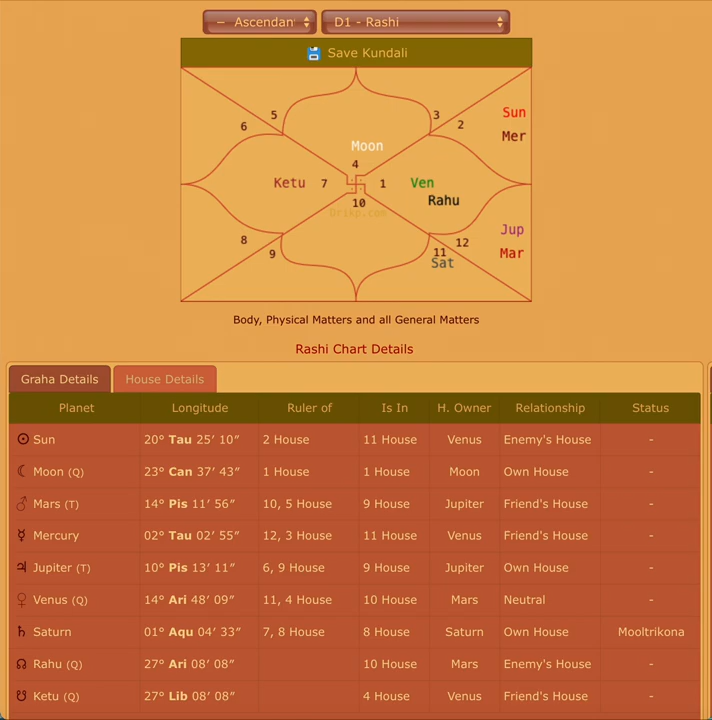 — Ascendan
D1 - Rashi
Save Kundali
5
3
Sun
6
2
Mer
Moon
4
Ketu 7
1 Ven
Rahu
10
Drikp.com
Jup
8
12
9
11
Mar
Sat
Body, Physical Matters and all General Matters
Rashi Chart Details
Graha Details House Details
Planet Longitude Ruler of Is In H. Owner Relationship Status
☉ Sun 20° Tau 25′ 10″ 2 House 11 House Venus Enemy's House -
☾ Moon (Q) 23° Can 37′ 43″ 1 House 1 House Moon Own House -
♂ Mars (T) 14° Pis 11′ 56″ 10, 5 House 9 House Jupiter Friend's House -
☿ Mercury 02° Tau 02′ 55″ 12, 3 House 11 House Venus Friend's House -
♃ Jupiter (T) 10° Pis 13′ 11″ 6, 9 House 9 House Jupiter Own House -
♀ Venus (Q) 14° Ari 48′ 09″ 11, 4 House 10 House Mars Neutral -
♄ Saturn 01° Aqu 04′ 33″ 7, 8 House 8 House Saturn Own House Mooltrikona
☊ Rahu (Q) 27° Ari 08′ 08″ 10 House Mars Enemy's House -
☋ Ketu (Q) 27° Lib 08′ 08″ 4 House Venus Friend's House -